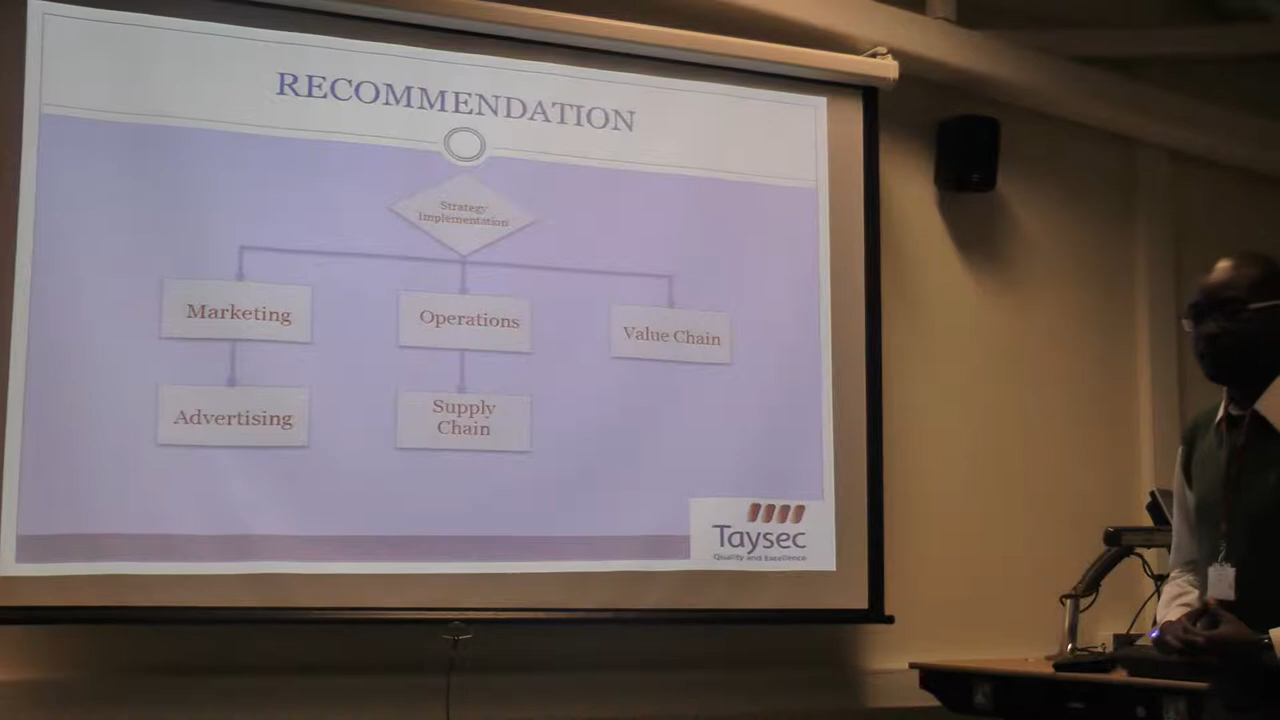 RECOMMENDATION
Strategy
Implementation
Marketing
Operations
Value Chain
Advertising
Supply
Chain
Taysec
Quality and Excellence